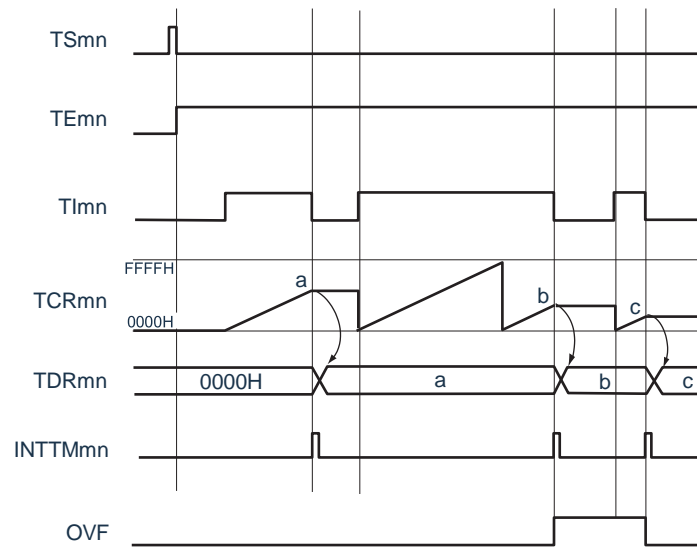 TSmn
TEmn
TImn
FFFFH
a
b
c
TCRmn
0000H
TDRmn
0000H
a
b
c
INTTMmn
OVF